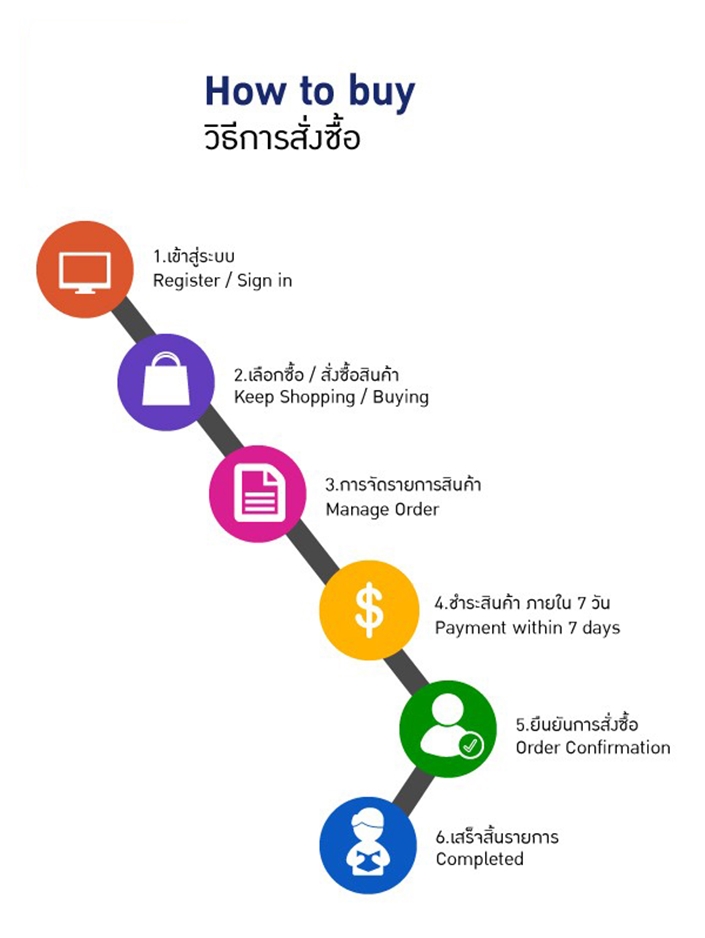 How to buy
วิธีการสั่งซื้อ
1.เข้าสู่ระบบ
Register / Sign in
2.เลือกซื้อ / สั่งซื้อสินค้า
Keep Shopping / Buying
3.การจัดรายการสินค้า
Manage Order
4.ชำระสินค้า ภายใน 7 วัน
Payment within 7 days
5.ยืนยันการสั่งซื้อ
Order Confirmation
6.เสร็จสิ้นรายการ
Completed